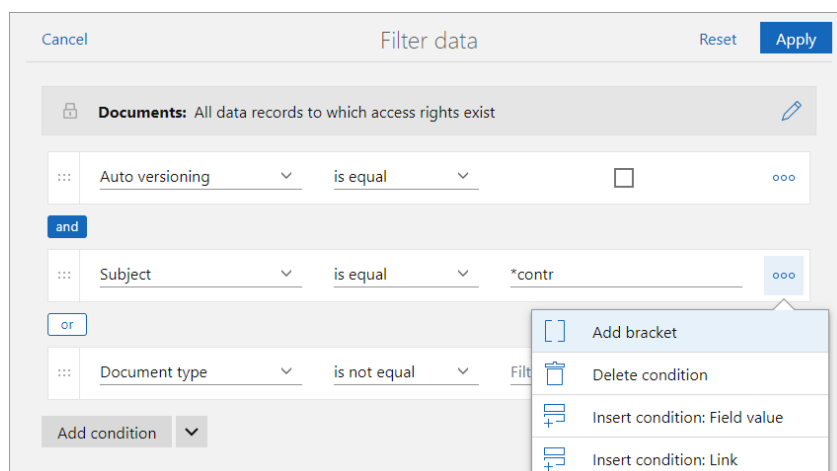 Cancel Filter data Reset Apply
Documents: All data records to which access rights exist
Auto versioning is equal
and
Subject is equal *contr
or
Add bracket
Document type is not equal Filt
Delete condition
Add condition
Insert condition: Field value
Insert condition: Link